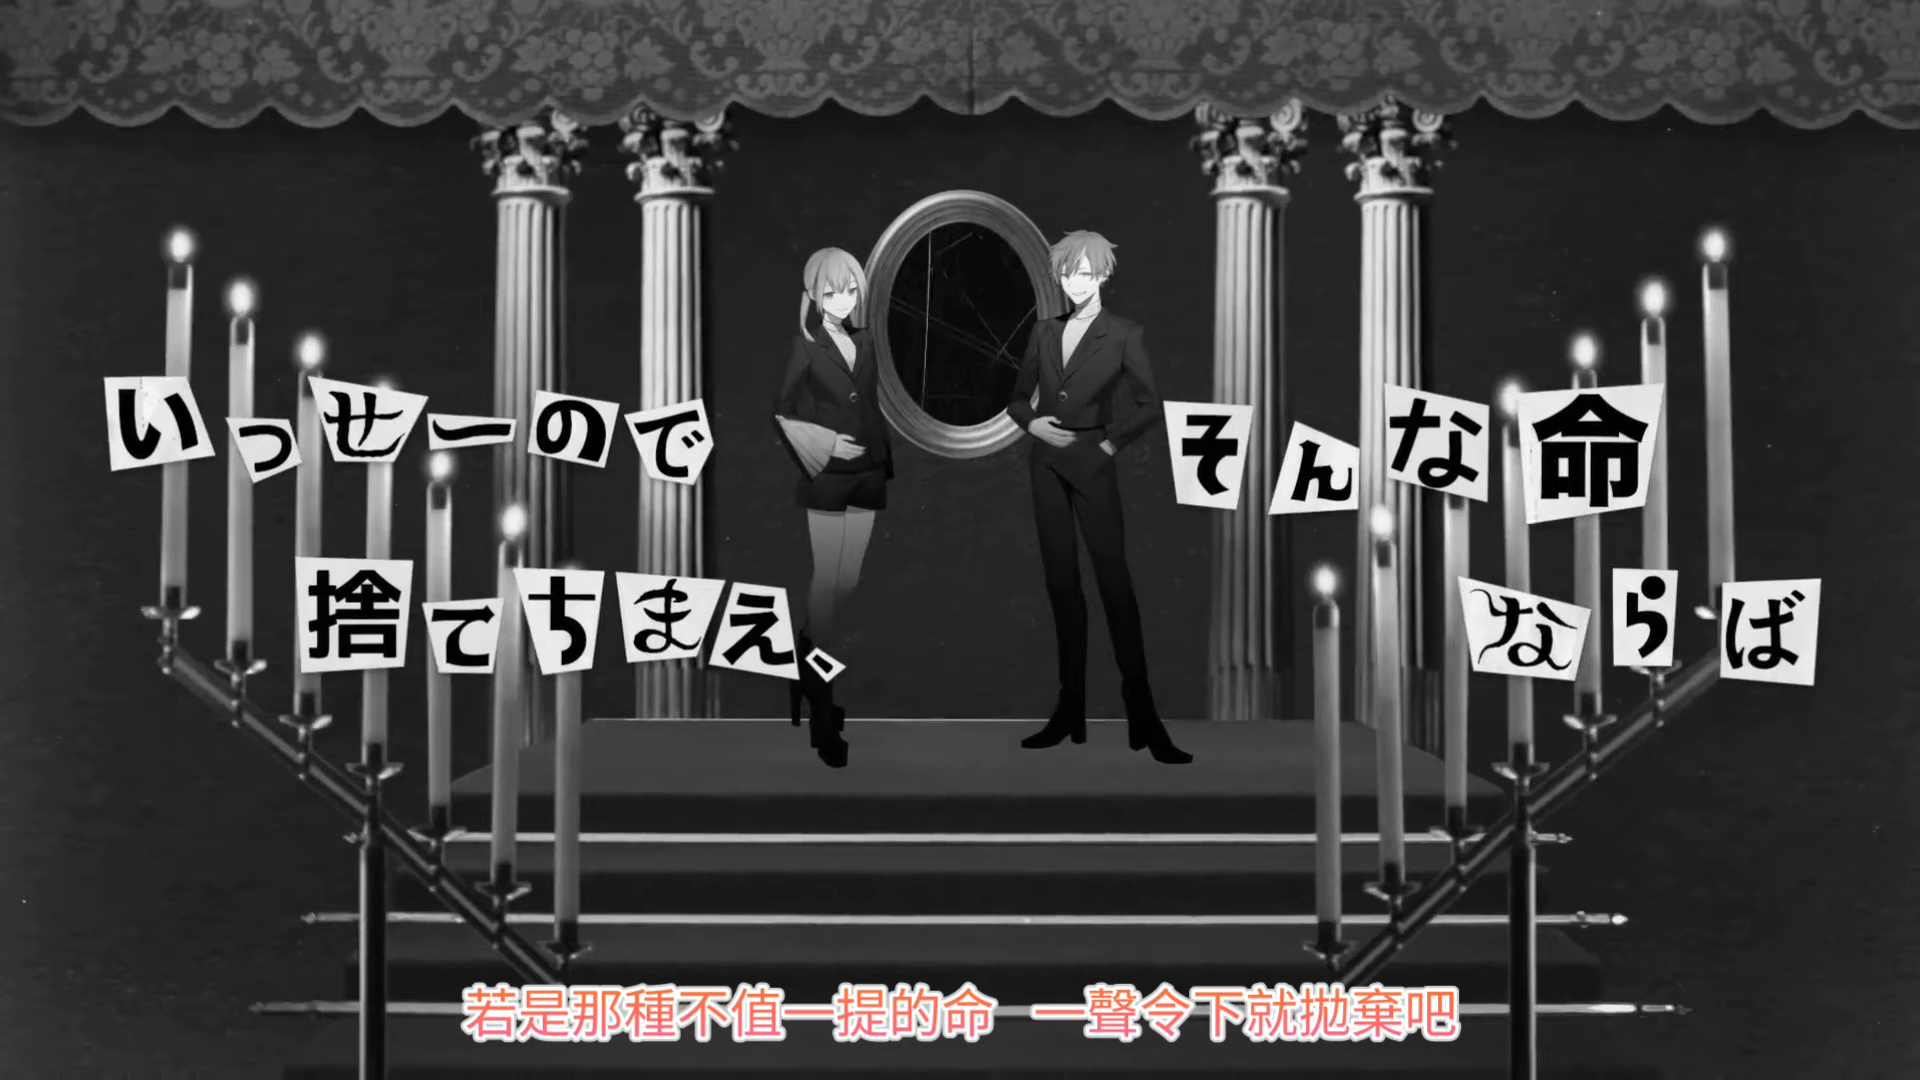 いっせーので
捨てちまえ、
そんな命
ならば
若是那種不值一提的命 一聲令下就拋棄吧